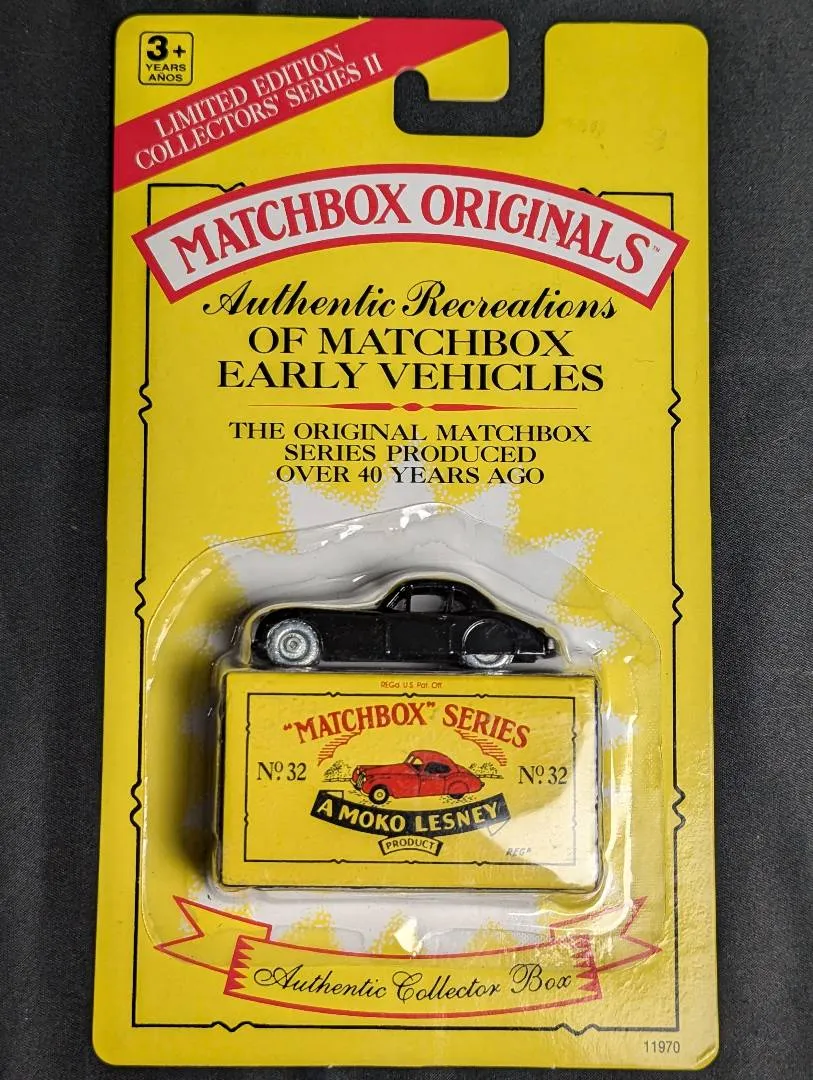 3+
YEARS
AÑOS
LIMITED EDITION
COLLECTORS' SERIES II
MATCHBOX ORIGINALS™
Authentic Recreations
OF MATCHBOX
EARLY VEHICLES
THE ORIGINAL MATCHBOX
SERIES PRODUCED
OVER 40 YEARS AGO
REGd. U.S. Pat. Off.
"MATCHBOX" SERIES
No. 32 No. 32
A MOKO LESNEY
PRODUCT
REGD
Authentic Collector Box
11970